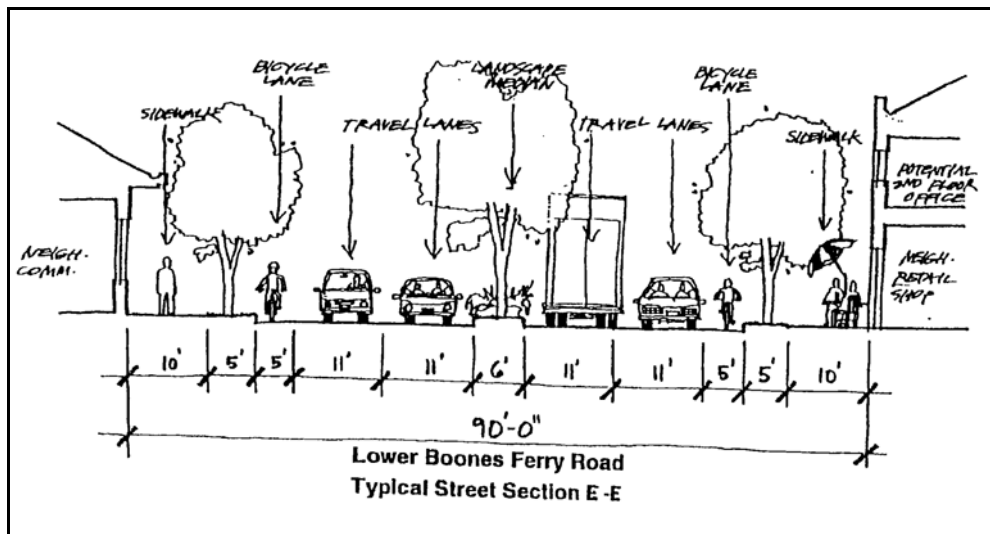 BICYCLE
LANE
LANDSCAPE
MEDIAN
BICYCLE
LANE
SIDEWALK
TRAVEL LANES
TRAVEL LANES
SIDEWALK
POTENTIAL
2ND FLOOR
OFFICE
NEIGH.
COMM.
NEIGH.
RETAIL
SHOP
10' 5' 5' 11' 11' 6' 11' 11' 5' 5' 10'
90'-0"
Lower Boones Ferry Road
Typical Street Section E -E